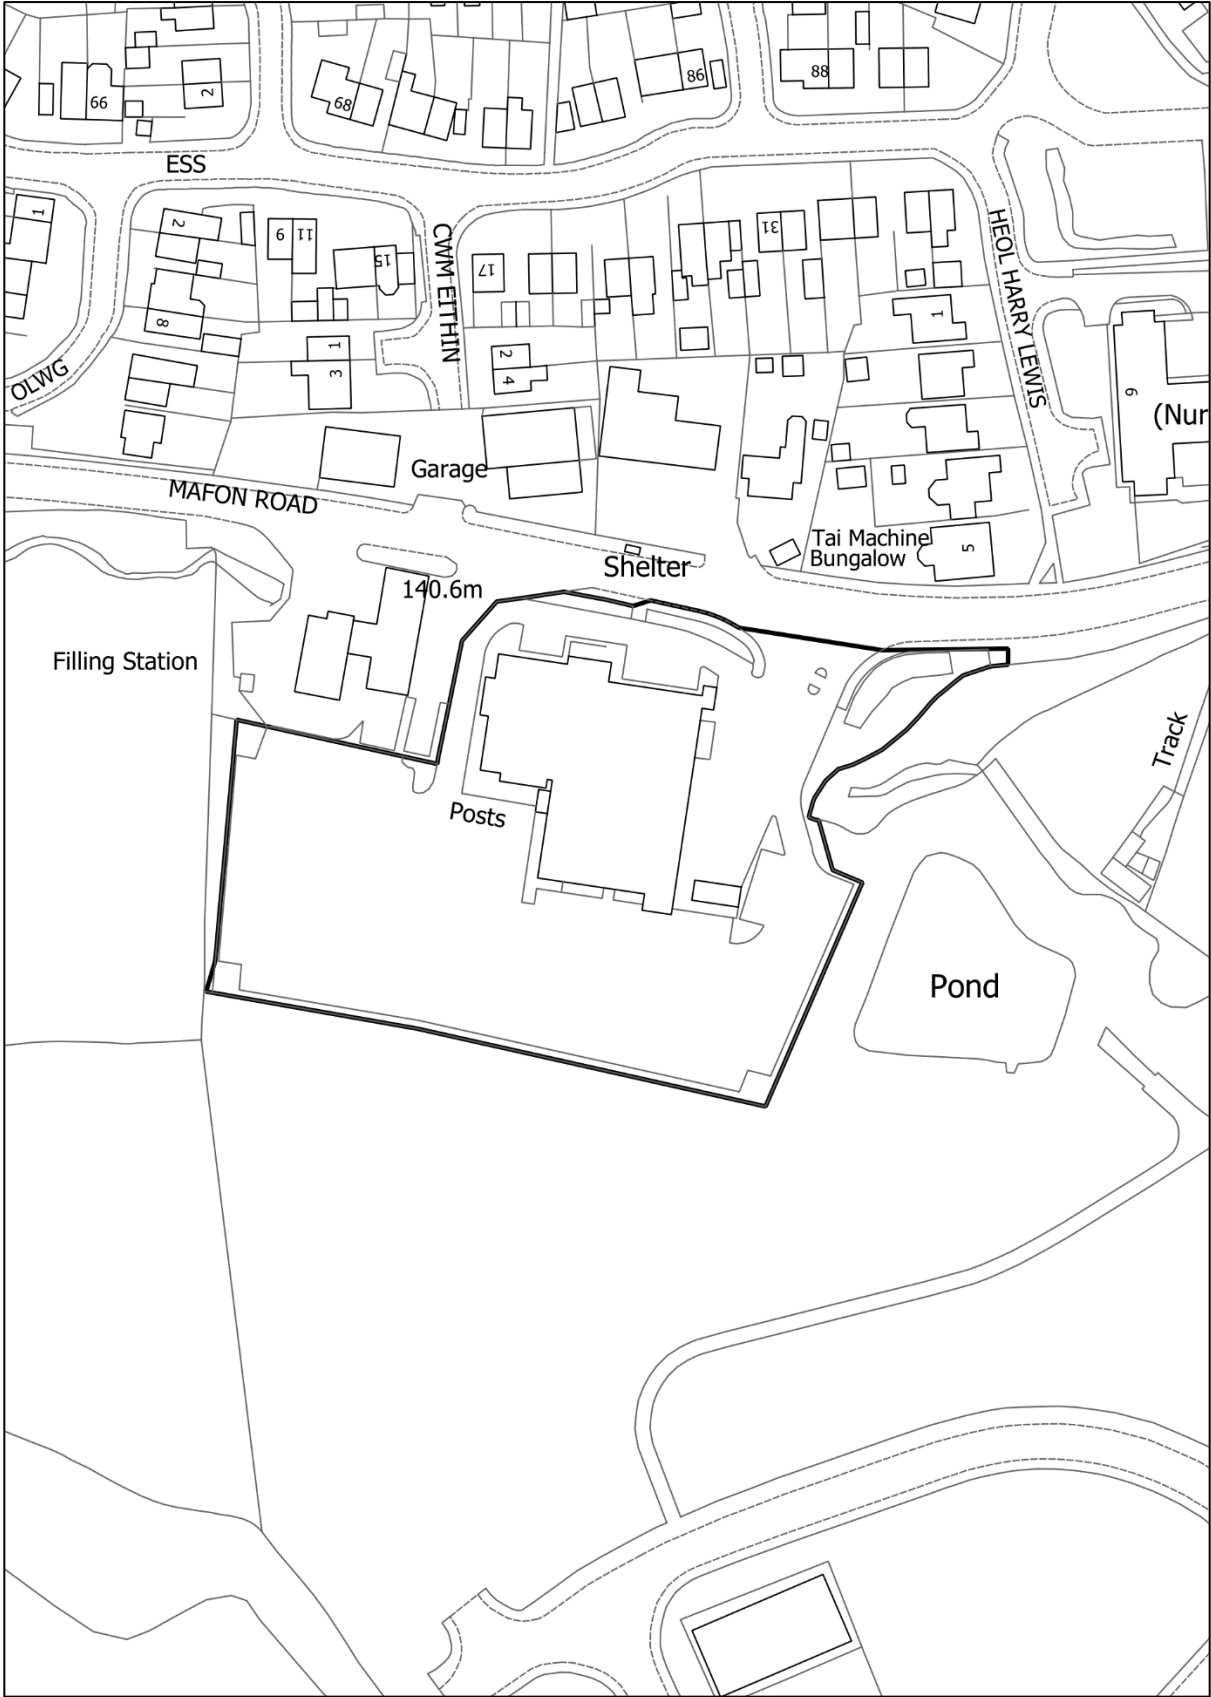 66
2
68
86
88
ESS
1
2
9
11
15
CWM EITHIN
17
31
HEOL HARRY LEWIS
8
1
3
2
4
1
OLWG
9
(Nur
Garage
MAFON ROAD
Tai Machine
Bungalow
5
Shelter
140.6m
Filling Station
Track
Posts
Pond